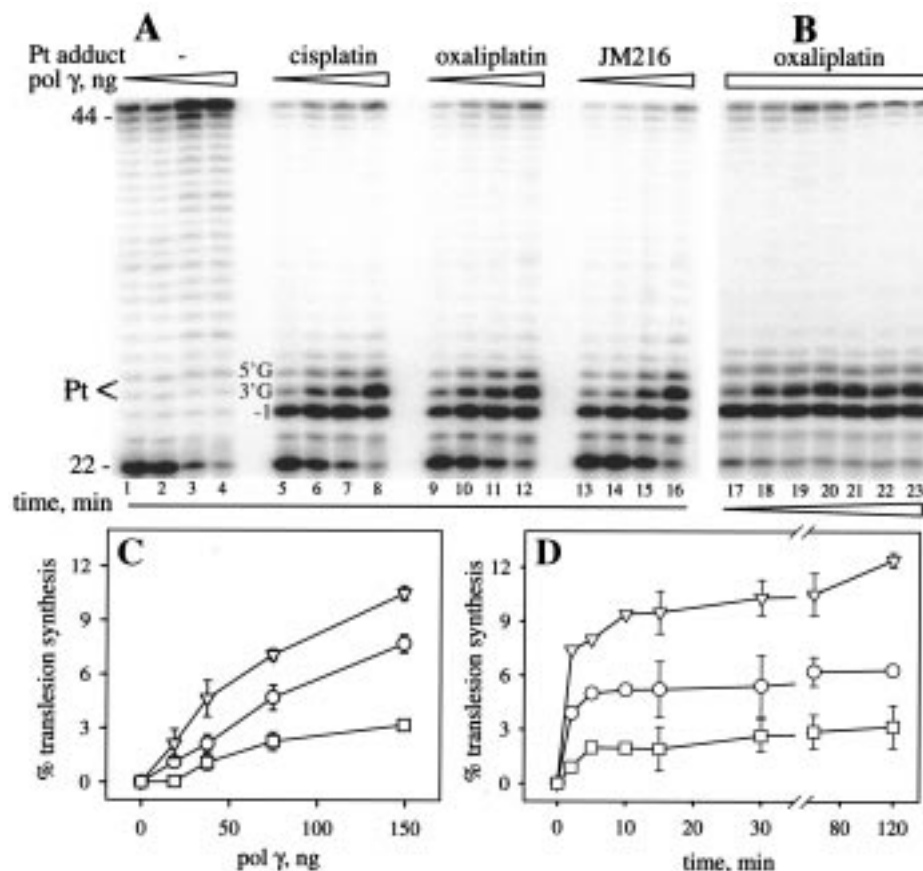 A B
Pt adduct - cisplatin oxaliplatin JM216 oxaliplatin
pol γ, ng
44 -
5'G
Pt < 3'G
-1
22 -
1 2 3 4 5 6 7 8 9 10 11 12 13 14 15 16 17 18 19 20 21 22 23
time, min
C
% translesion synthesis
12
9
6
3
0
0 50 100 150
pol γ, ng
D
% translesion synthesis
12
9
6
3
0
0 10 20 30 80 120
time, min